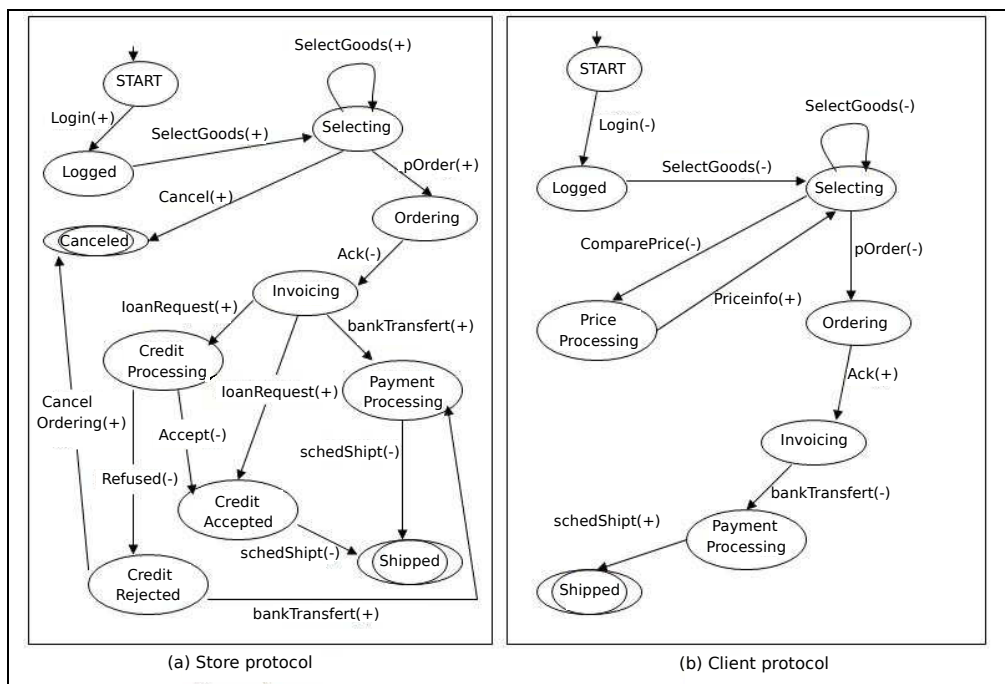 SelectGoods(+)
START
Login(+)
SelectGoods(+)
Selecting
Logged
pOrder(+)
Cancel(+)
Ordering
Canceled
Ack(-)
Invoicing
loanRequest(+)
bankTransfert(+)
Credit
Processing
Payment
Processing
loanRequest(+)
Cancel
Ordering(+)
Accept(-)
schedShipt(-)
Refused(-)
Credit
Accepted
schedShipt(-)
Shipped
Credit
Rejected
bankTransfert(+)
(a) Store protocol
START
SelectGoods(-)
Login(-)
SelectGoods(-)
Logged
Selecting
ComparePrice(-)
pOrder(-)
Priceinfo(+)
Price
Processing
Ordering
Ack(+)
Invoicing
bankTransfert(-)
schedShipt(+)
Payment
Processing
Shipped
(b) Client protocol